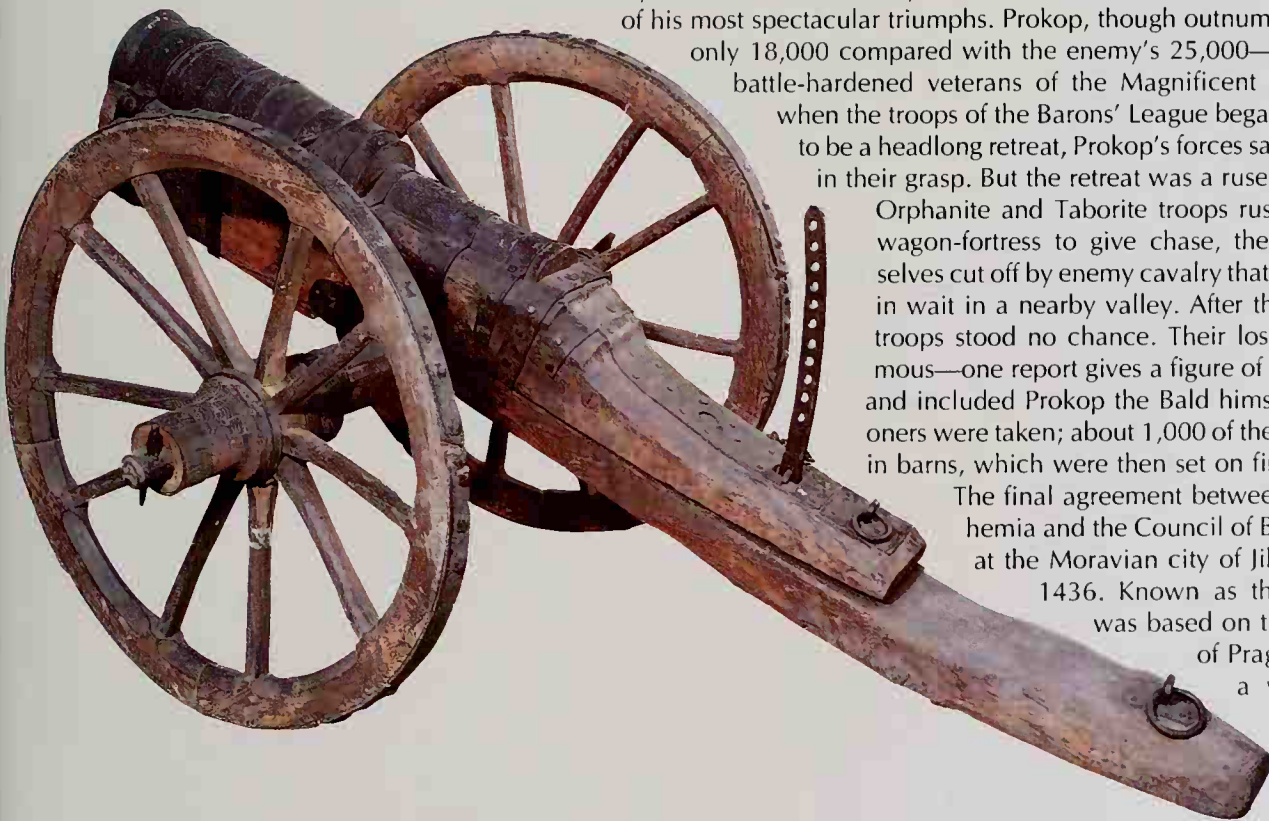 of his most spectacular triumphs. Prokop, though outnum
only 18,000 compared with the enemy's 25,000—
battle-hardened veterans of the Magnificent
when the troops of the Barons' League bega
to be a headlong retreat, Prokop's forces sa
in their grasp. But the retreat was a ruse
Orphanite and Taborite troops rus
wagon-fortress to give chase, the
selves cut off by enemy cavalry that
in wait in a nearby valley. After th
troops stood no chance. Their los
mous—one report gives a figure of
and included Prokop the Bald hims
oners were taken; about 1,000 of the
in barns, which were then set on fi
The final agreement betwee
hemia and the Council of B
at the Moravian city of Jil
1436. Known as th
was based on t
of Prag
a